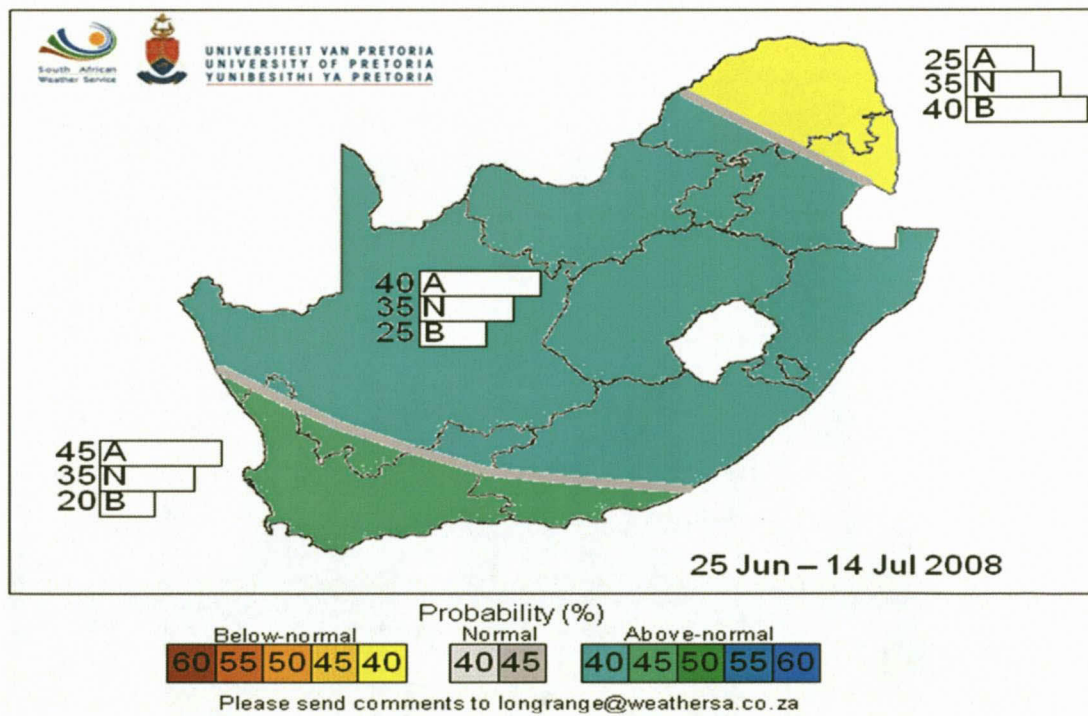 South African
Weather Service
UNIVERSITEIT VAN PRETORIA
UNIVERSITY OF PRETORIA
YUNIBESITHI YA PRETORIA
25 A
35 N
40 B
40 A
35 N
25 B
45 A
35 N
20 B
25 Jun – 14 Jul 2008
Probability (%)
Below-normal Normal Above-normal
60 55 50 45 40 40 45 40 45 50 55 60
Please send comments to longrange@weathersa.co.za